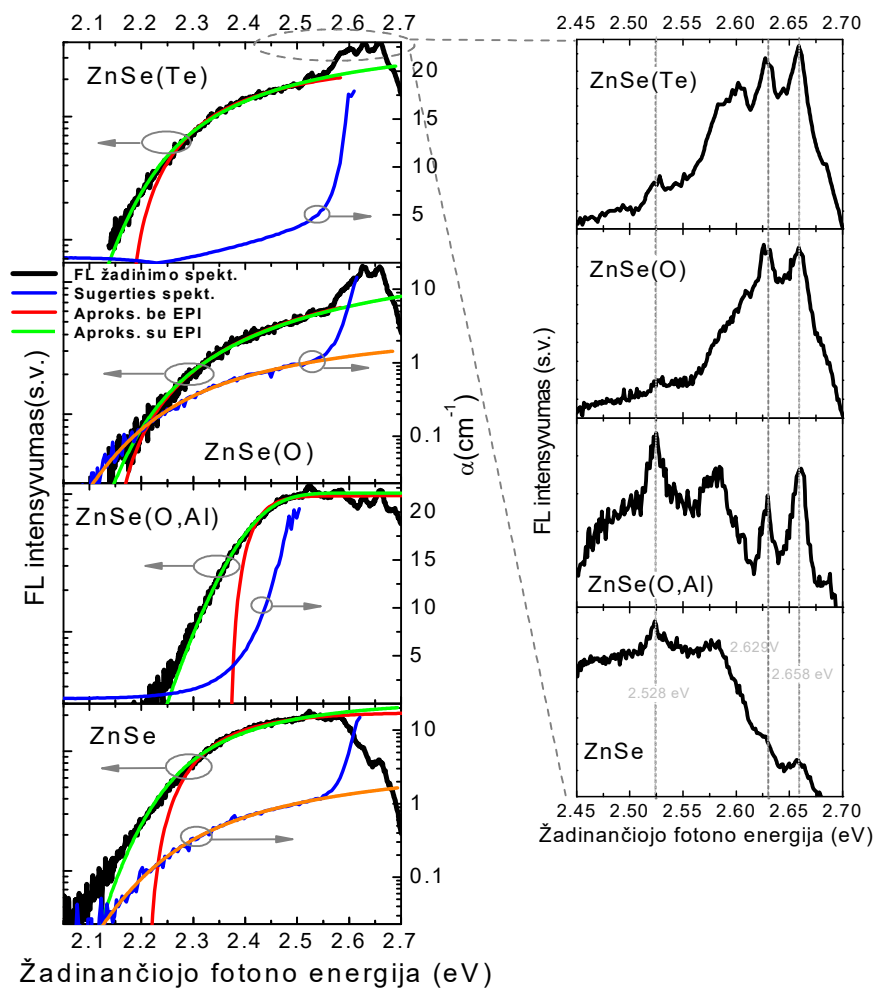 2.1 2.2 2.3 2.4 2.5 2.6 2.7
ZnSe(Te)
20
15
10
5
FL žadinimo spekt.
Sugerties spekt.
Aproks. be EPI
Aproks. su EPI
10
1
0.1
ZnSe(O)
ZnSe(O,Al)
20
15
10
5
ZnSe
10
1
0.1
FL intensyvumas(s.v.)
α(cm⁻¹)
2.1 2.2 2.3 2.4 2.5 2.6 2.7
Žadinančiojo fotono energija (eV)
2.45 2.50 2.55 2.60 2.65 2.70
ZnSe(Te)
ZnSe(O)
ZnSe(O,Al)
2.629V
2.658 eV
2.528 eV
ZnSe
FL intensyvumas (s.v.)
2.45 2.50 2.55 2.60 2.65 2.70
Žadinančiojo fotono energija (eV)